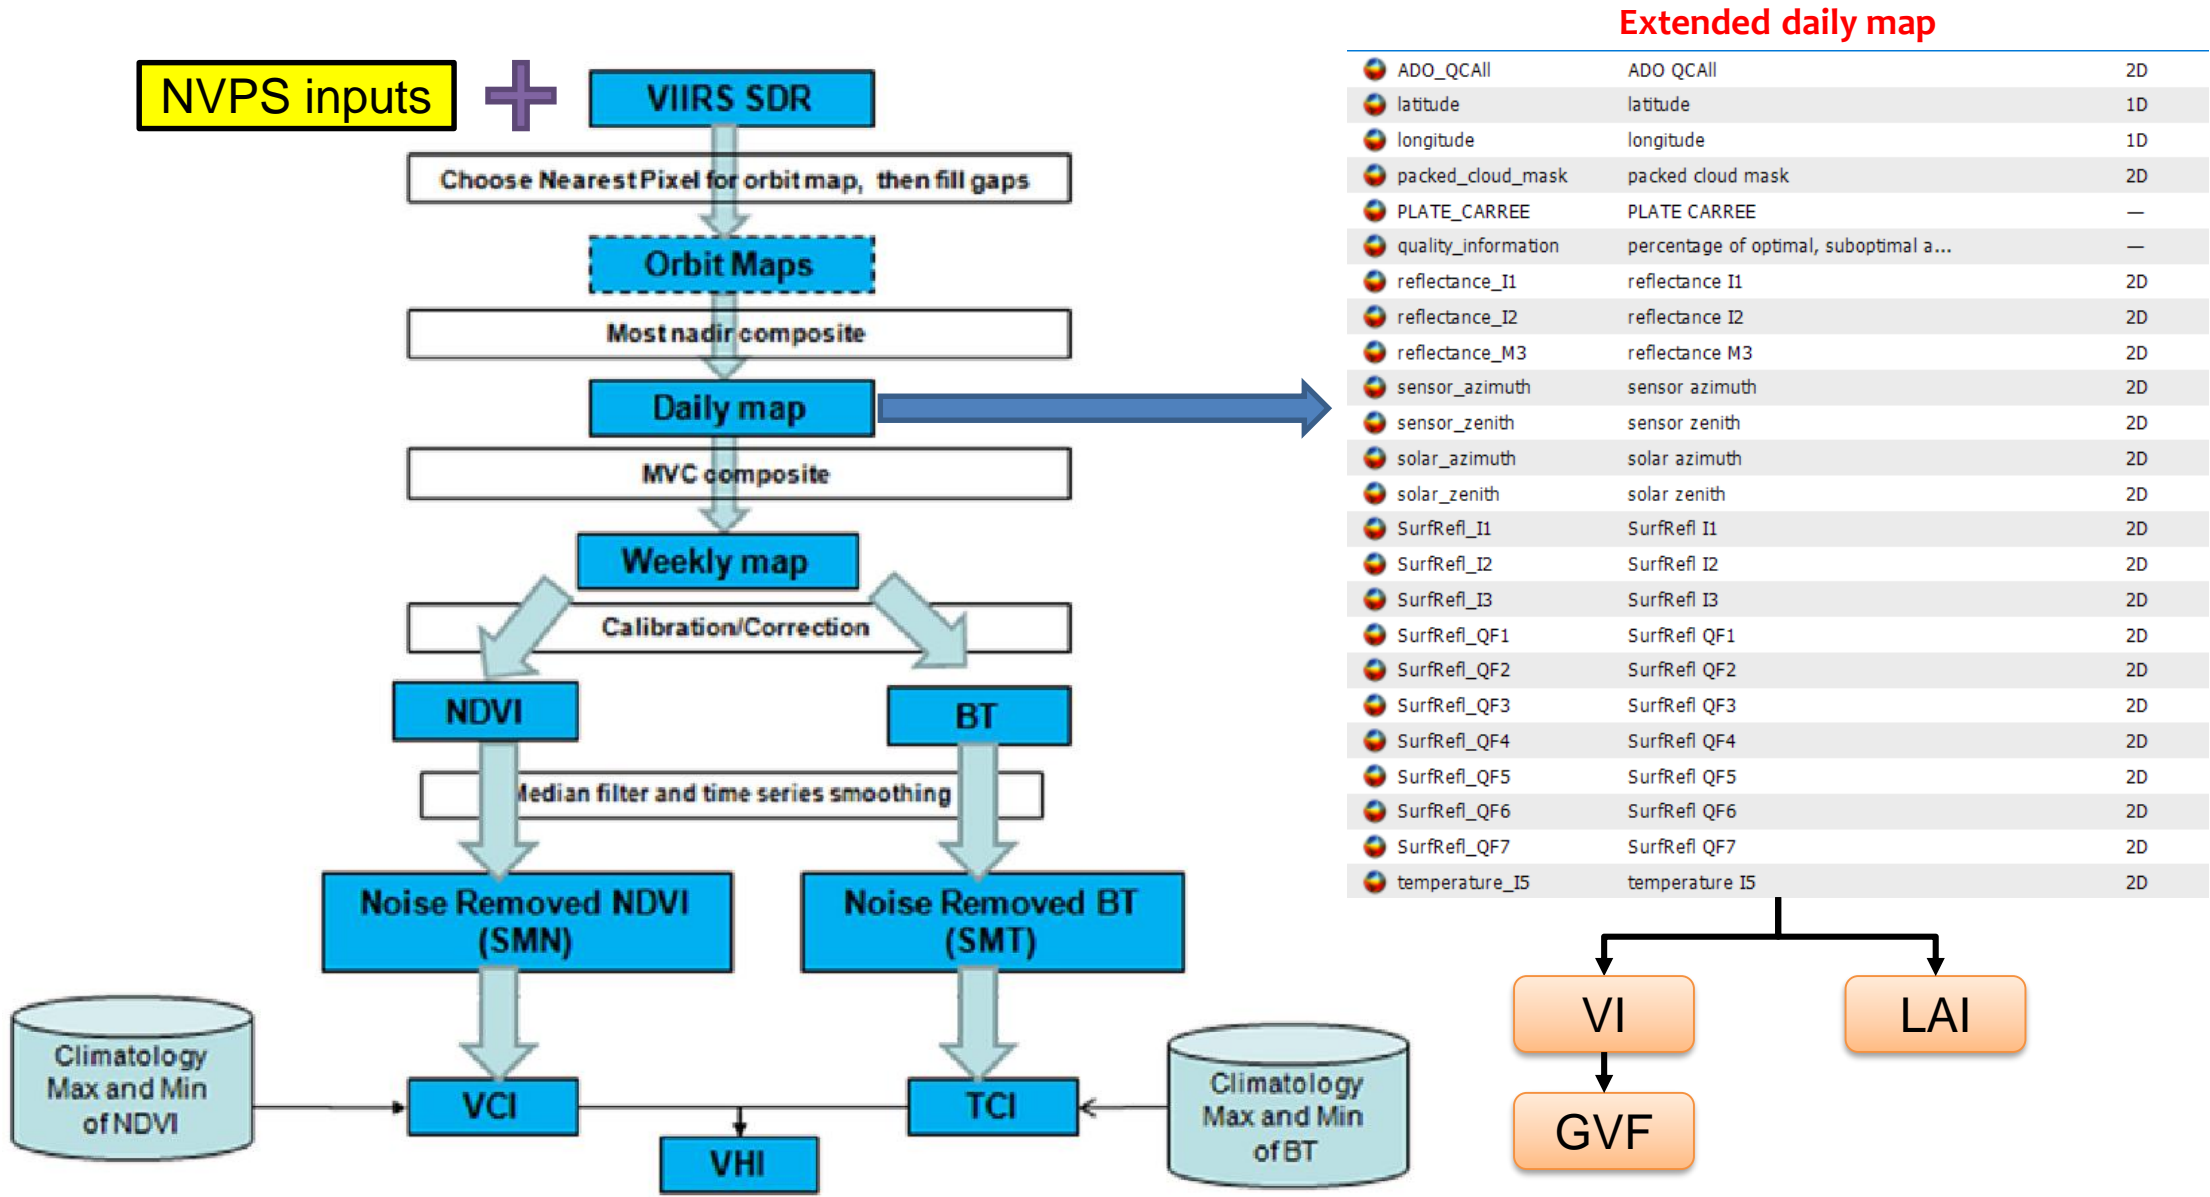 NVPS inputs
VIIRS SDR
Choose Nearest Pixel for orbit map, then fill gaps
Orbit Maps
Most nadir composite
Daily map
MVC composite
Weekly map
Calibration/Correction
NDVI
BT
Median filter and time series smoothing
Noise Removed NDVI
(SMN)
Noise Removed BT
(SMT)
Climatology
Max and Min
of NDVI
VCI
TCI
Climatology
Max and Min
of BT
VHI
Extended daily map
ADO_QCAll ADO QCAll 2D
latitude latitude 1D
longitude longitude 1D
packed_cloud_mask packed cloud mask 2D
PLATE_CARREE PLATE CARREE —
quality_information percentage of optimal, suboptimal a... —
reflectance_I1 reflectance I1 2D
reflectance_I2 reflectance I2 2D
reflectance_M3 reflectance M3 2D
sensor_azimuth sensor azimuth 2D
sensor_zenith sensor zenith 2D
solar_azimuth solar azimuth 2D
solar_zenith solar zenith 2D
SurfRefl_I1 SurfRefl I1 2D
SurfRefl_I2 SurfRefl I2 2D
SurfRefl_I3 SurfRefl I3 2D
SurfRefl_QF1 SurfRefl QF1 2D
SurfRefl_QF2 SurfRefl QF2 2D
SurfRefl_QF3 SurfRefl QF3 2D
SurfRefl_QF4 SurfRefl QF4 2D
SurfRefl_QF5 SurfRefl QF5 2D
SurfRefl_QF6 SurfRefl QF6 2D
SurfRefl_QF7 SurfRefl QF7 2D
temperature_I5 temperature I5 2D
VI
LAI
GVF